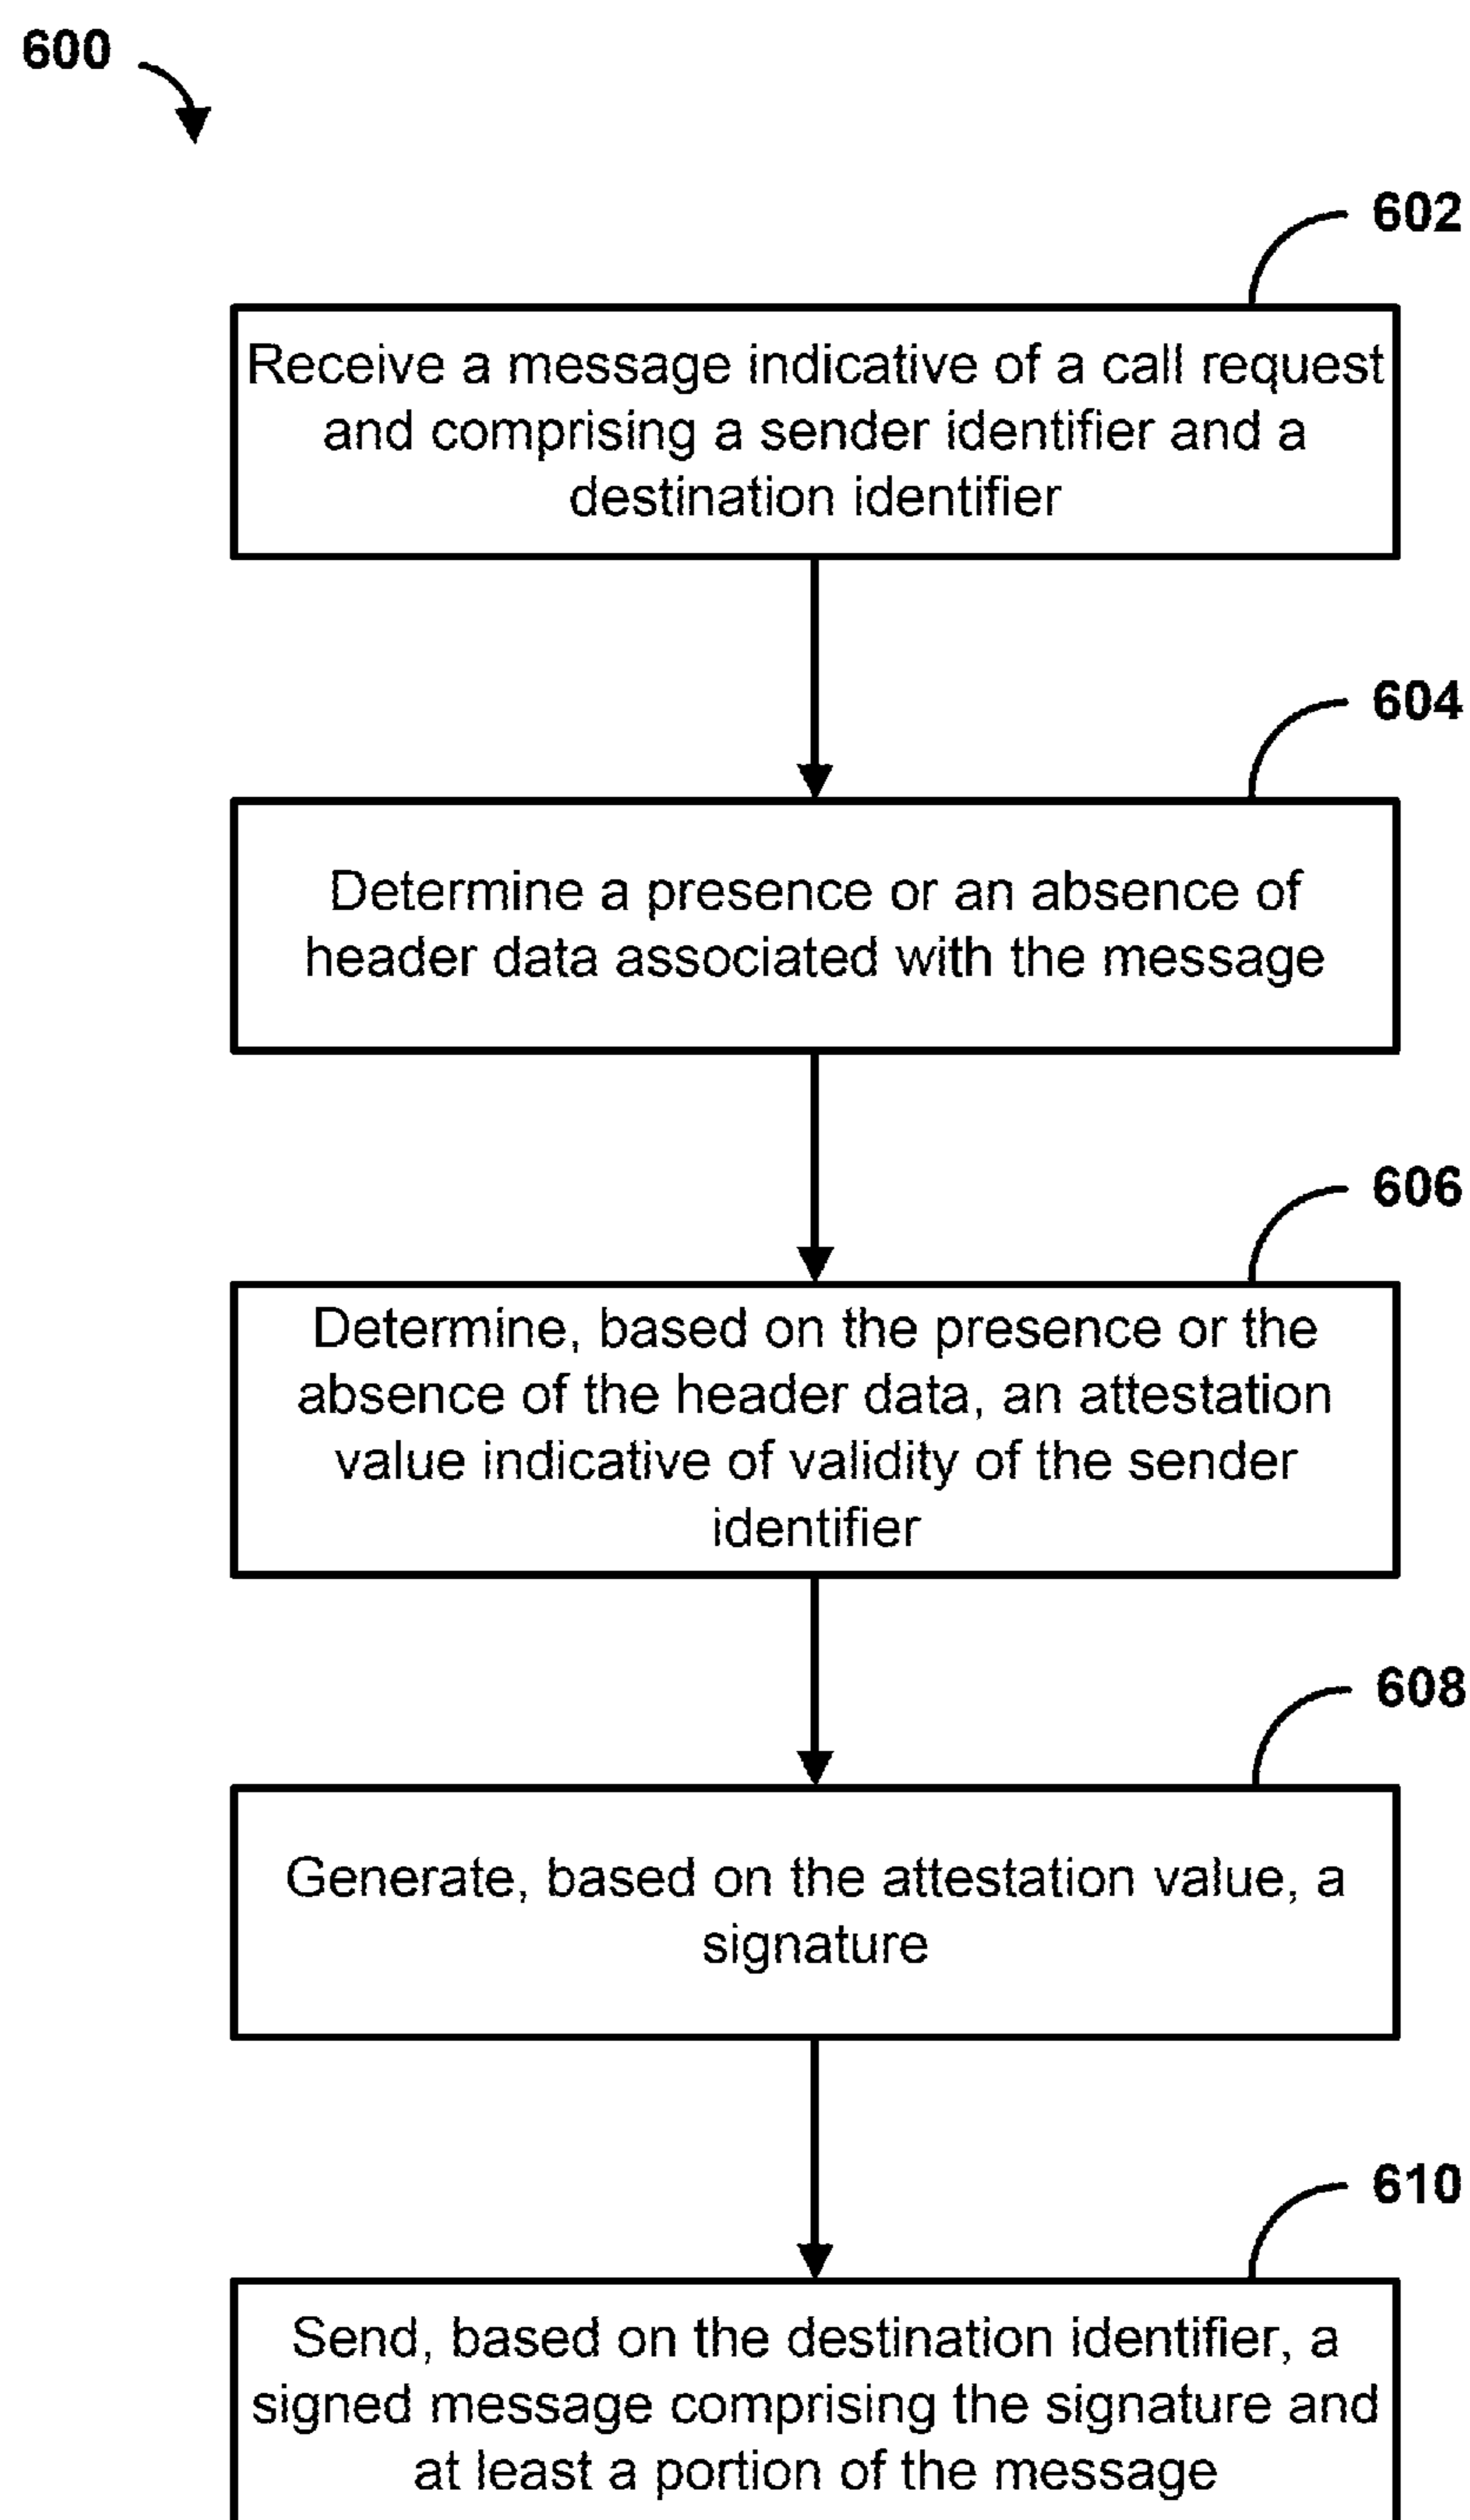 600
602
Receive a message indicative of a call request
and comprising a sender identifier and a
destination identifier
604
Determine a presence or an absence of
header data associated with the message
606
Determine, based on the presence or the
absence of the header data, an attestation
value indicative of validity of the sender
identifier
608
Generate, based on the attestation value, a
signature
610
Send, based on the destination identifier, a
signed message comprising the signature and
at least a portion of the message